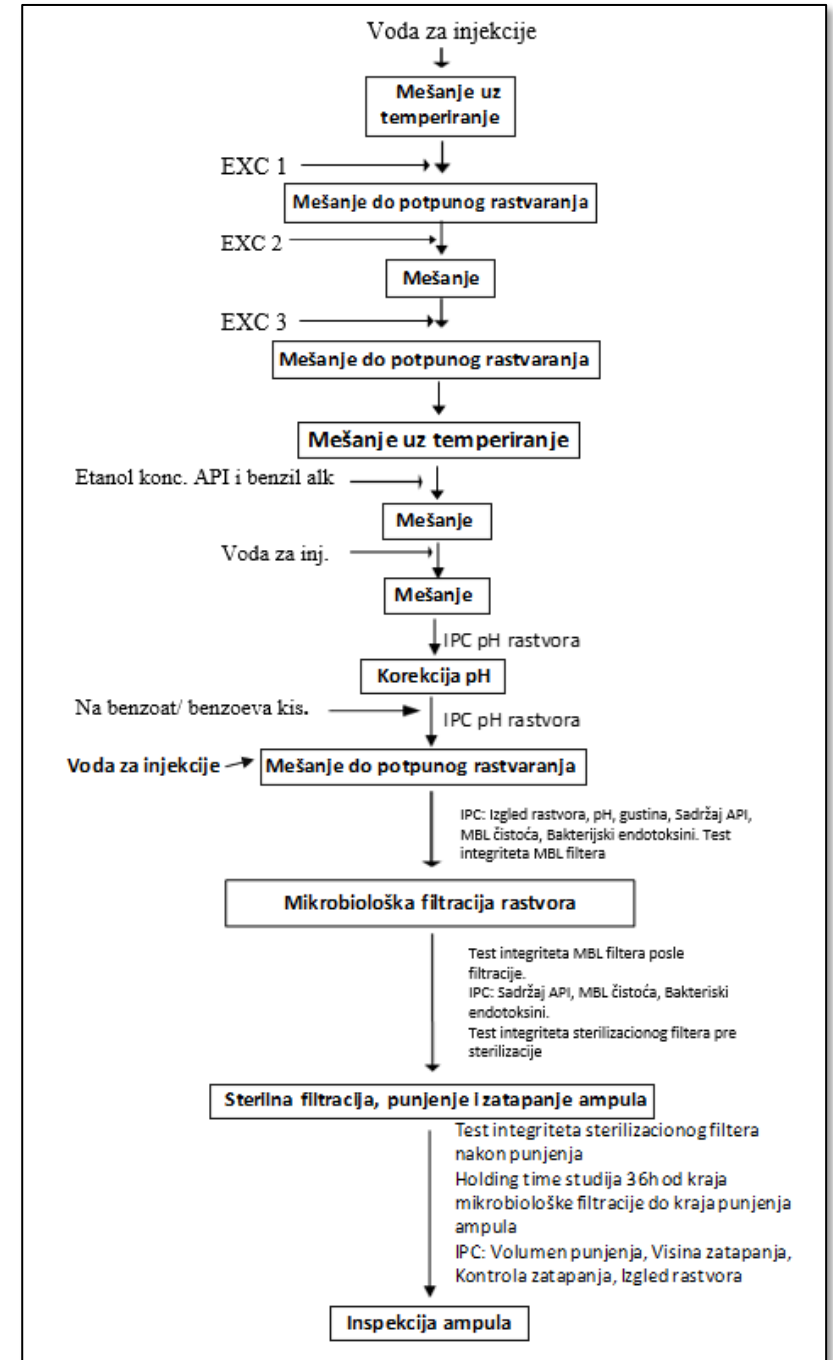 Voda za injekcije
Mešanje uz
temperiranje
EXC 1
Mešanje do potpunog rastvaranja
EXC 2
Mešanje
EXC 3
Mešanje do potpunog rastvaranja
Mešanje uz temperiranje
Etanol konc. API i benzil alk
Mešanje
Voda za inj.
Mešanje
IPC pH rastvora
Korekcija pH
Na benzoat/ benzoeva kis.
IPC pH rastvora
Voda za injekcije
Mešanje do potpunog rastvaranja
IPC: Izgled rastvora, pH, gustina, Sadržaj API,
MBL čistoća, Bakterijski endotoksini. Test
integriteta MBL filtera
Mikrobiološka filtracija rastvora
Test integriteta MBL filtera posle
filtracije.
IPC: Sadržaj API, MBL čistoća, Bakteriski
endotoksini.
Test integriteta sterilizacionog filtera pre
sterilizacije
Sterilna filtracija, punjenje i zatapanje ampula
Test integriteta sterilizacionog filtera
nakon punjenja
Holding time studija 36h od kraja
mikrobiološke filtracije do kraja punjenja
ampula
IPC: Volumen punjenja, Visina zatapanja,
Kontrola zatapanja, Izgled rastvora
Inspekcija ampula